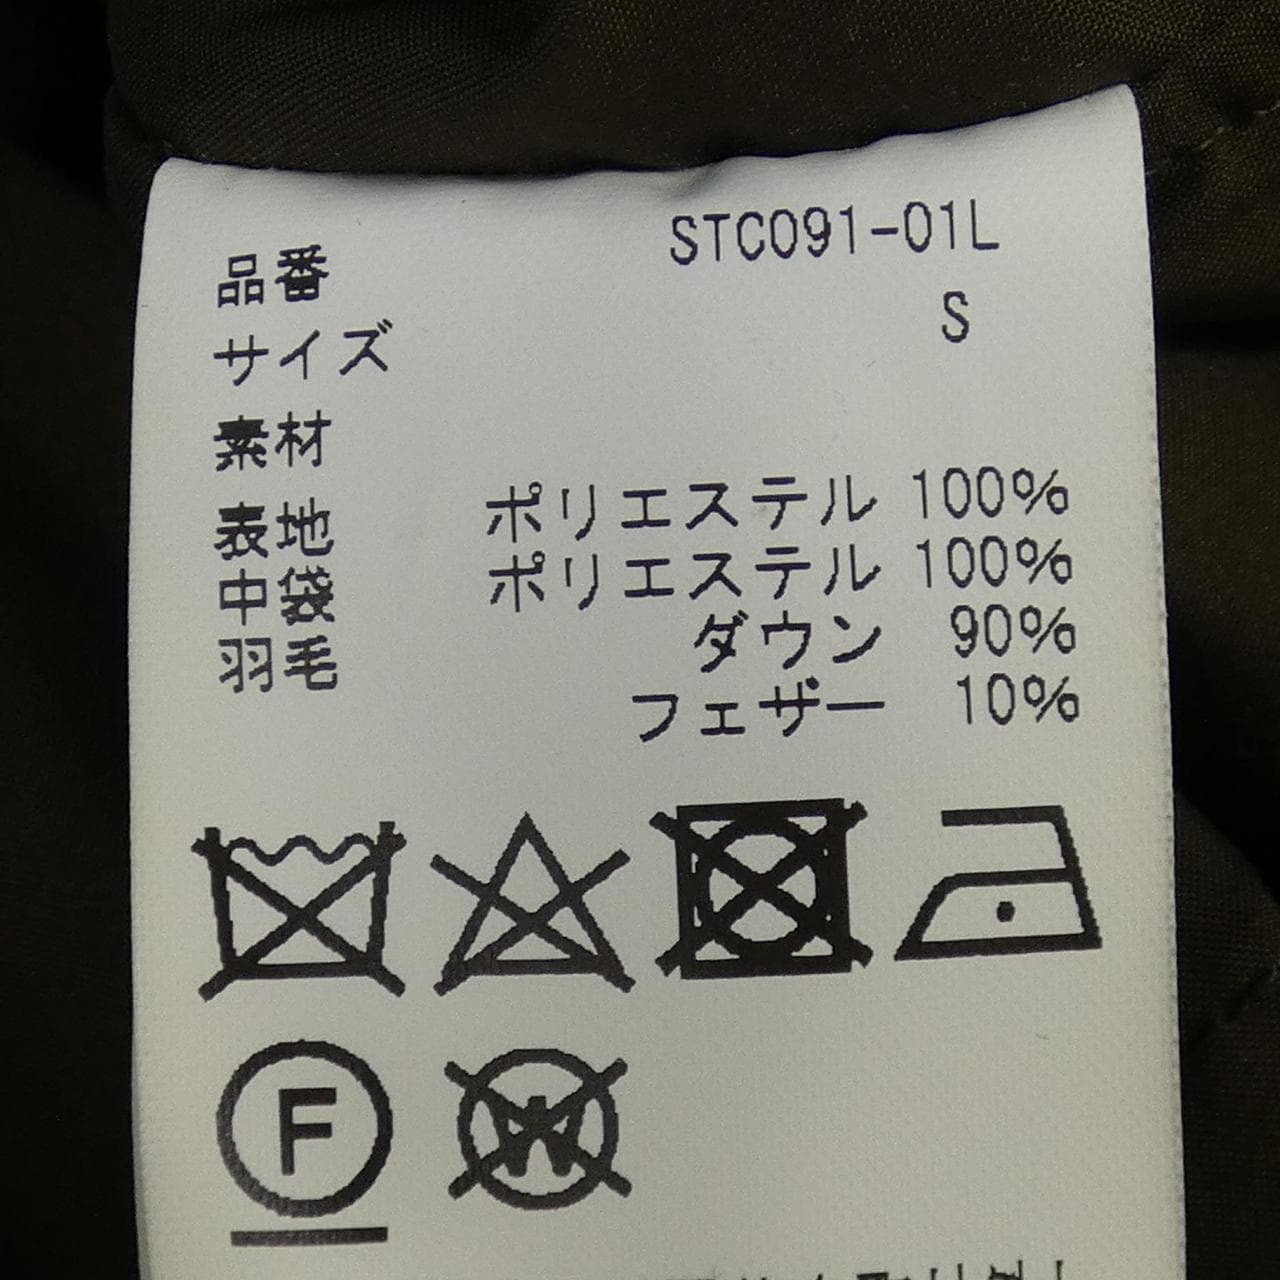 品番 STC091-01L
サイズ S
素材
表地 ポリエステル 100%
中袋 ポリエステル 100%
羽毛 ダウン 90%
フェザー 10%
F
W